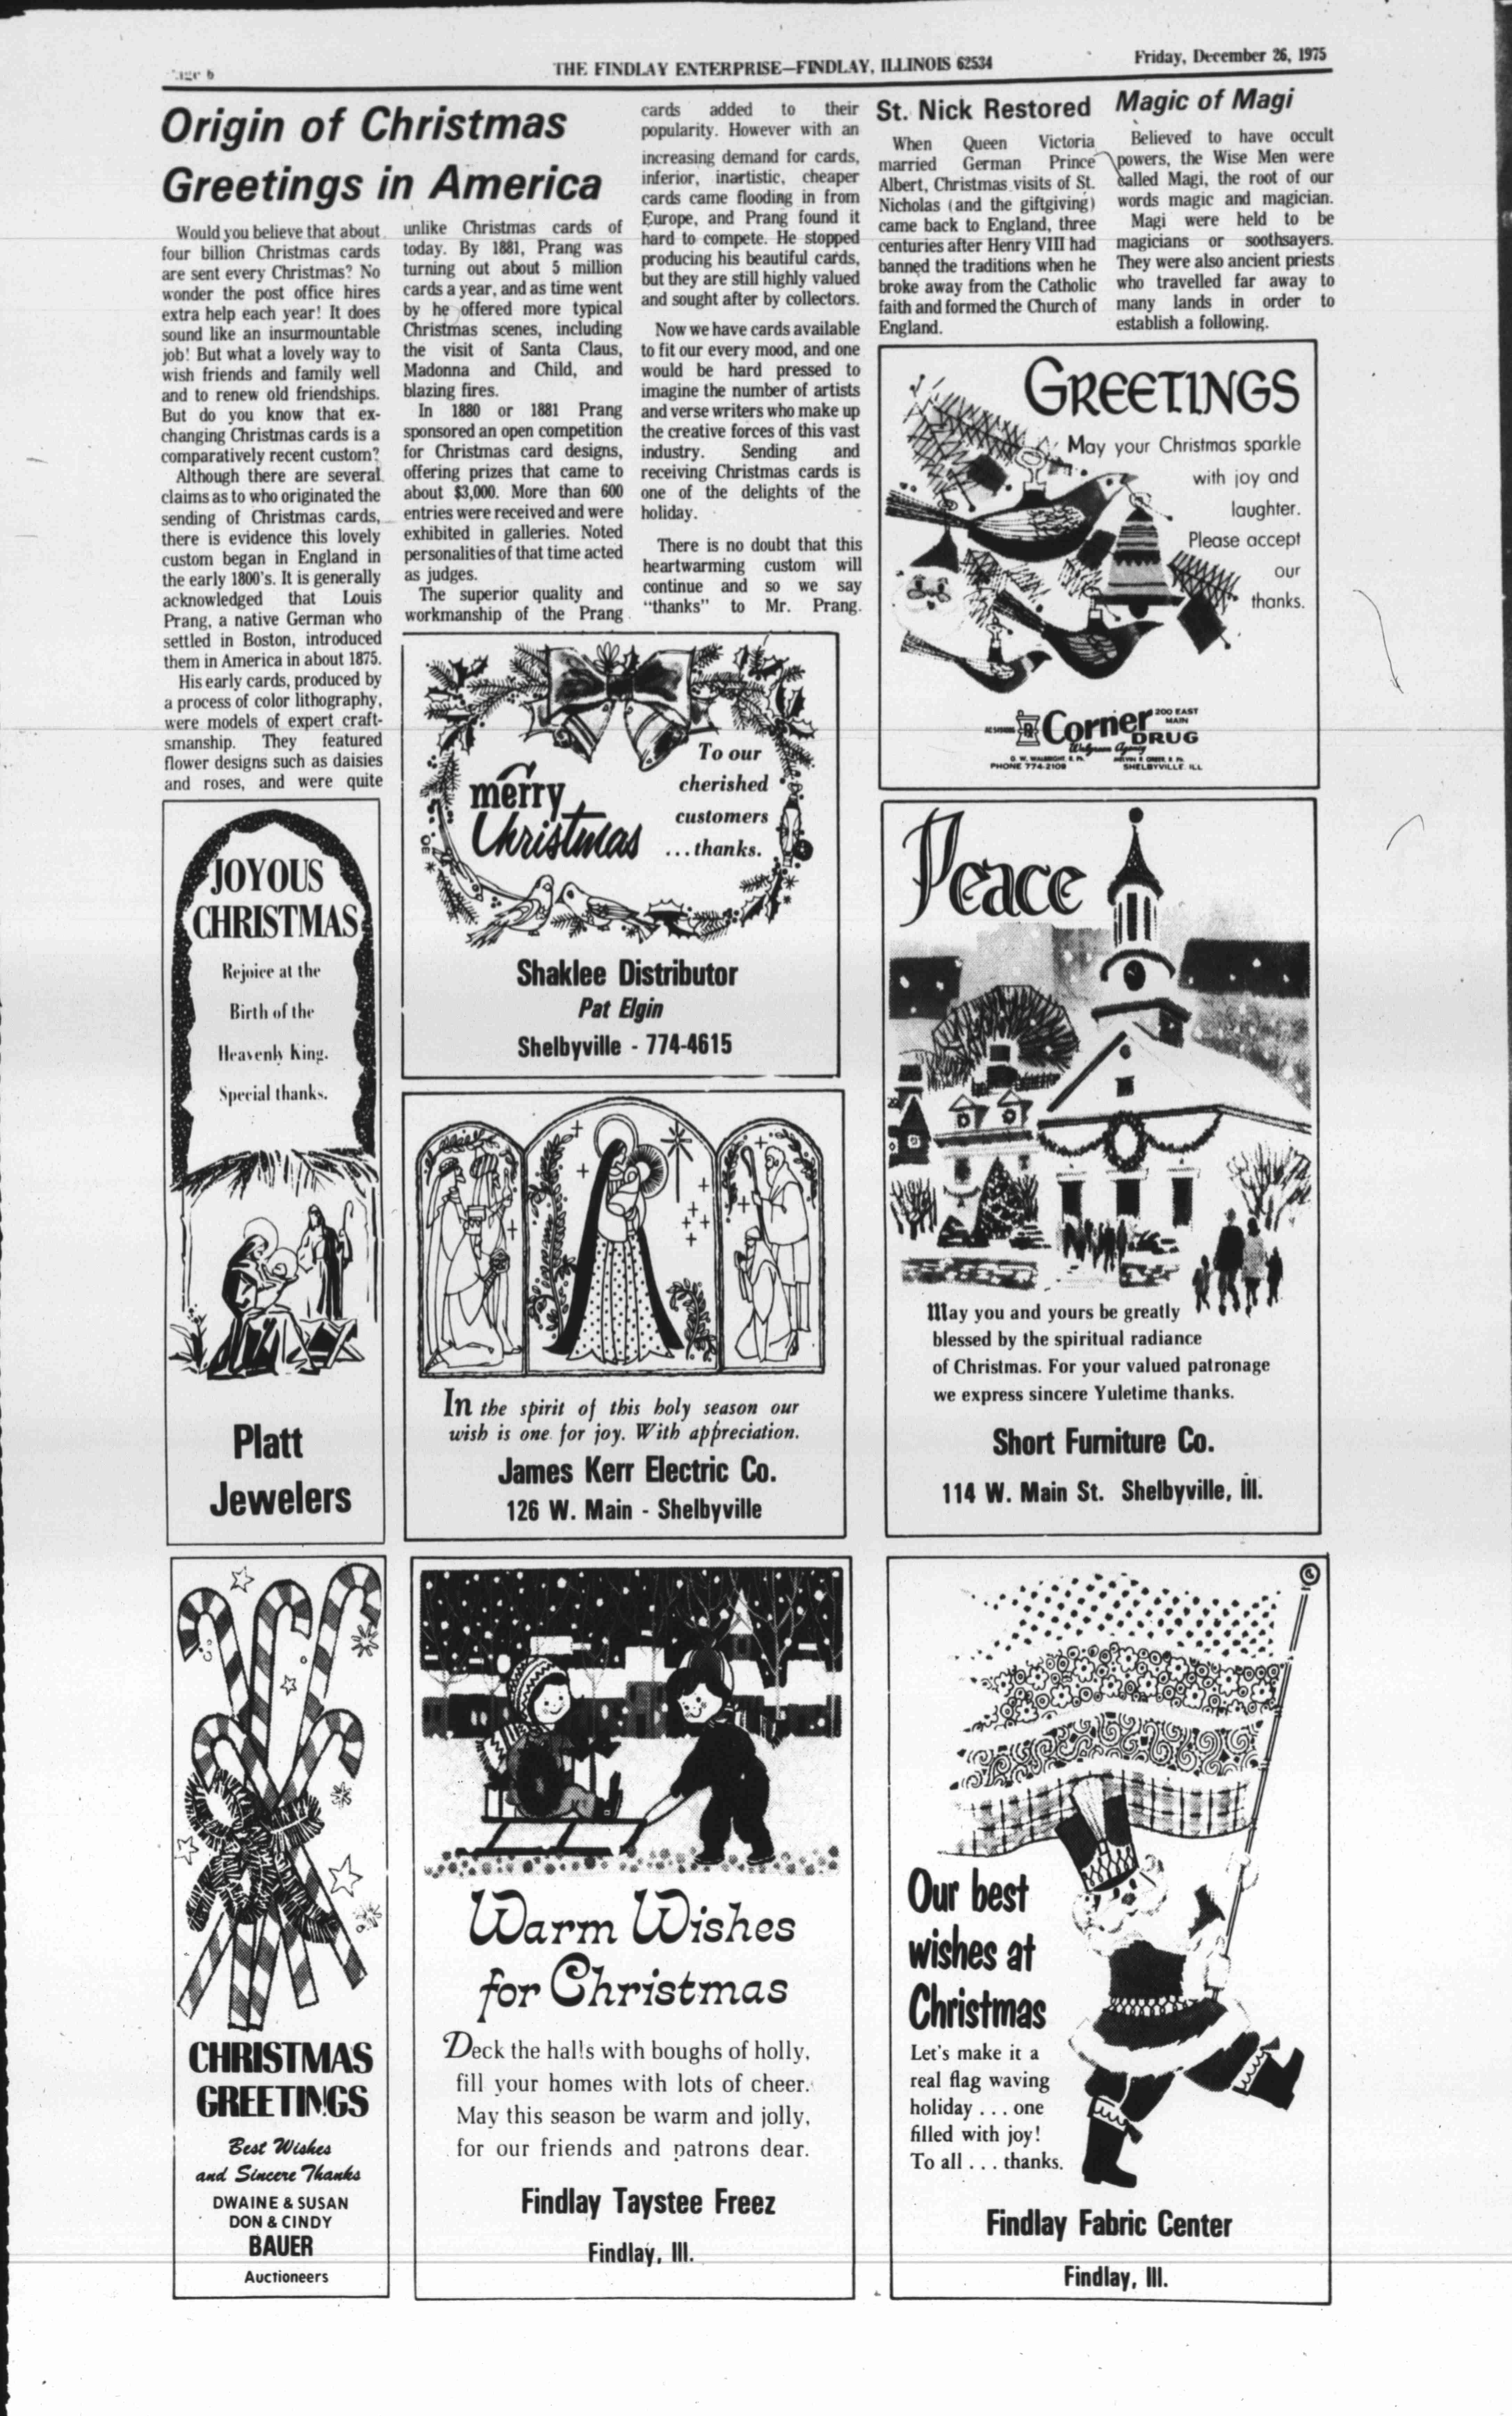 Page 6
THE FINDLAY ENTERPRISE—FINDLAY, ILLINOIS 62534
Friday, December 26, 1975
Origin of Christmas
Greetings in America
Would you believe that about
four billion Christmas cards
are sent every Christmas? No
wonder the post office hires
extra help each year! It does
sound like an insurmountable
job! But what a lovely way to
wish friends and family well
and to renew old friendships.
But do you know that ex-
changing Christmas cards is a
comparatively recent custom?
Although there are several
claims as to who originated the
sending of Christmas cards,
there is evidence this lovely
custom began in England in
the early 1800's. It is generally
acknowledged that Louis
Prang, a native German who
settled in Boston, introduced
them in America in about 1875.
His early cards, produced by
a process of color lithography,
were models of expert craft-
smanship. They featured
flower designs such as daisies
and roses, and were quite
unlike Christmas cards of
today. By 1881, Prang was
turning out about 5 million
cards a year, and as time went
by he offered more typical
Christmas scenes, including
the visit of Santa Claus,
Madonna and Child, and
blazing fires.
In 1880 or 1881 Prang
sponsored an open competition
for Christmas card designs,
offering prizes that came to
about $3,000. More than 600
entries were received and were
exhibited in galleries. Noted
personalities of that time acted
as judges.
The superior quality and
workmanship of the Prang
cards added to their
popularity. However with an
increasing demand for cards,
inferior, inartistic, cheaper
cards came flooding in from
Europe, and Prang found it
hard to compete. He stopped
producing his beautiful cards,
but they are still highly valued
and sought after by collectors.
Now we have cards available
to fit our every mood, and one
would be hard pressed to
imagine the number of artists
and verse writers who make up
the creative forces of this vast
industry. Sending and
receiving Christmas cards is
one of the delights of the
holiday.
There is no doubt that this
heartwarming custom will
continue and so we say
"thanks" to Mr. Prang.
St. Nick Restored
When Queen Victoria
married German Prince
Albert, Christmas visits of St.
Nicholas (and the giftgiving)
came back to England, three
centuries after Henry VIII had
banned the traditions when he
broke away from the Catholic
faith and formed the Church of
England.
Magic of Magi
Believed to have occult
powers, the Wise Men were
called Magi, the root of our
words magic and magician.
Magi were held to be
magicians or soothsayers.
They were also ancient priests
who travelled far away to
many lands in order to
establish a following.
GREETINGS
May your Christmas sparkle
with joy and
laughter.
Please accept
our
thanks.
Corner
DRUG
200 EAST
MAIN
Walgreen Agency
PHONE 774-2109
SHELBYVILLE ILL
merry
Christmas
To our
cherished
customers
... thanks.
Shaklee Distributor
Pat Elgin
Shelbyville - 774-4615
JOYOUS
CHRISTMAS
Rejoice at the
Birth of the
Heavenly King.
Special thanks.
Platt
Jewelers
In the spirit of this holy season our
wish is one for joy. With appreciation.
James Kerr Electric Co.
126 W. Main - Shelbyville
Peace
May you and yours be greatly
blessed by the spiritual radiance
of Christmas. For your valued patronage
we express sincere Yuletime thanks.
Short Furniture Co.
114 W. Main St. Shelbyville, Ill.
CHRISTMAS
GREETINGS
Best Wishes
and Sincere Thanks
DWAINE & SUSAN
DON & CINDY
BAUER
Auctioneers
Warm Wishes
for Christmas
Deck the halls with boughs of holly,
fill your homes with lots of cheer.
May this season be warm and jolly,
for our friends and patrons dear.
Findlay Taystee Freez
Findlay, Ill.
Our best
wishes at
Christmas
Let's make it a
real flag waving
holiday . . . one
filled with joy!
To all . . . thanks.
Findlay Fabric Center
Findlay, Ill.